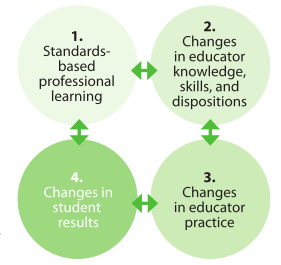 1.
Standards-
based
professional
learning
2.
Changes
in educator
knowledge,
skills, and
dispositions
4.
Changes in
student
results
3.
Changes
in educator
practice